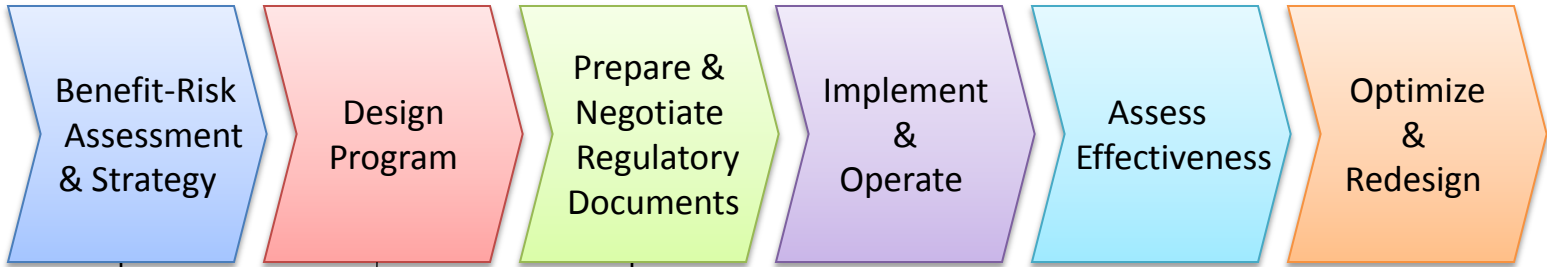 Benefit-Risk
Assessment
& Strategy
Design
Program
Prepare &
Negotiate
Regulatory
Documents
Implement
&
Operate
Assess
Effectiveness
Optimize
&
Redesign